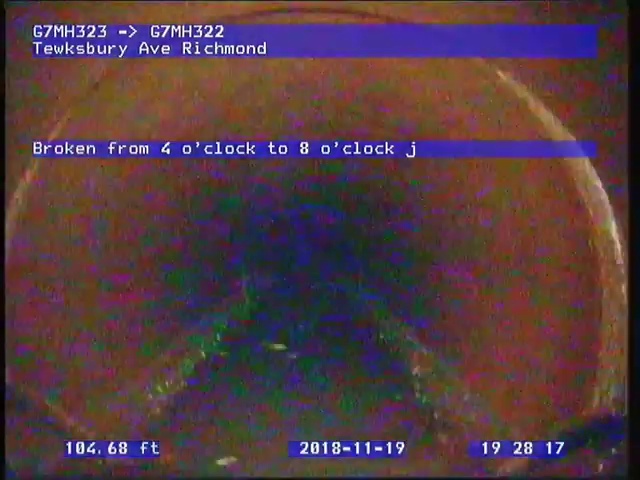 G7MH323 -> G7MH322
Tewksbury Ave Richmond
Broken from 4 o'clock to 8 o'clock j
104.68 ft 2018-11-19 19 28 17